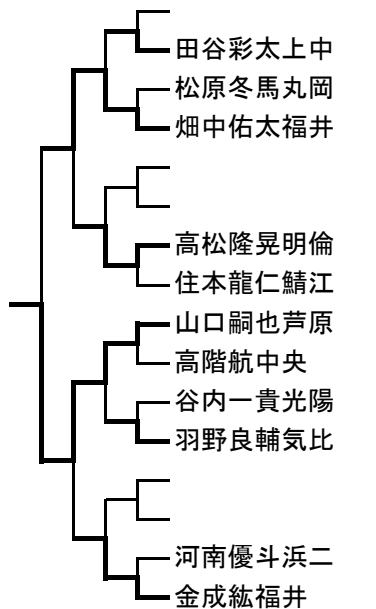 田谷彩太上中
松原冬馬丸岡
畑中佑太福井
高松隆晃明倫
住本龍仁鯖江
山口嗣也芦原
高階航中央
谷内一貴光陽
羽野良輔気比
河南優斗浜二
金成紘福井